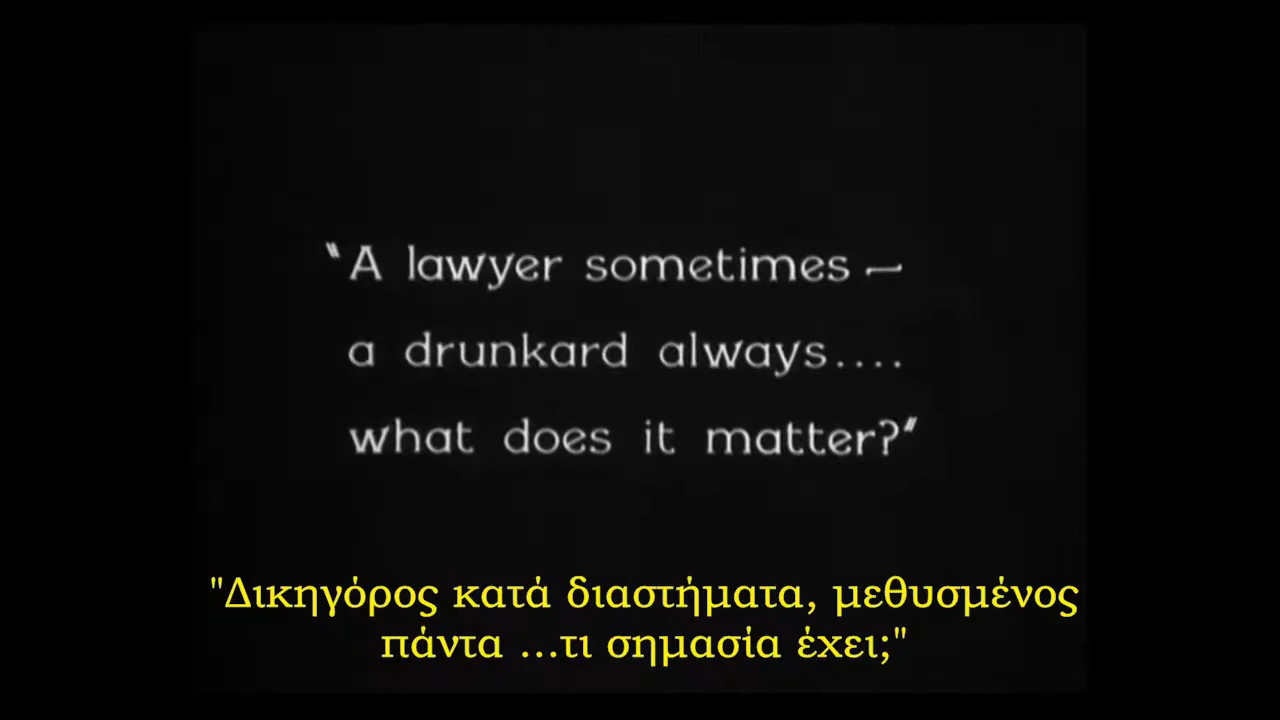 "A lawyer sometimes —
a drunkard always....
what does it matter?"
"Δικηγόρος κατά διαστήματα, μεθυσμένος
πάντα ...τι σημασία έχει;"